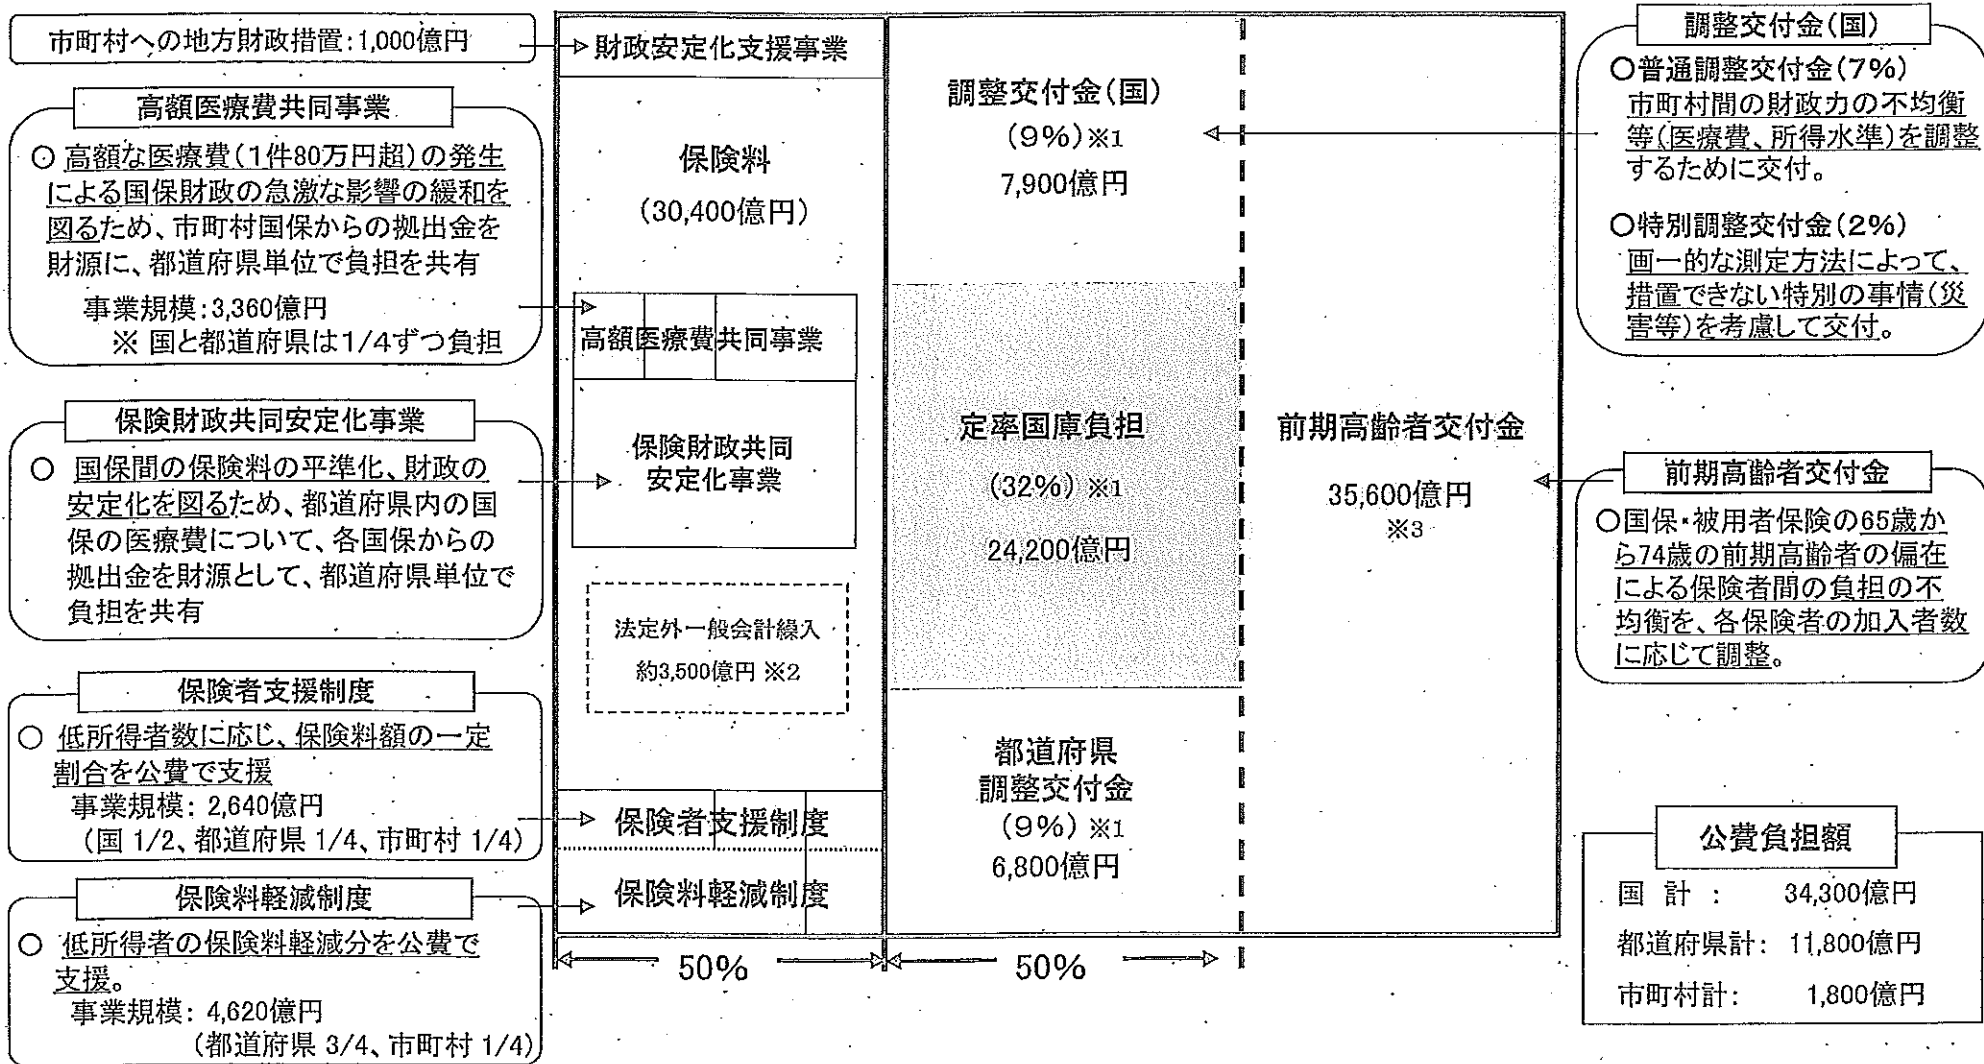 市町村への地方財政措置:1,000億円
高額医療費共同事業
○ 高額な医療費(1件80万円超)の発生
による国保財政の急激な影響の緩和を
図るため、市町村国保からの拠出金を
財源に、都道府県単位で負担を共有
事業規模:3,360億円
※ 国と都道府県は1/4ずつ負担
保険財政共同安定化事業
○ 国保間の保険料の平準化、財政の
安定化を図るため、都道府県内の国
保の医療費について、各国保からの
拠出金を財源として、都道府県単位で
負担を共有
保険者支援制度
○ 低所得者数に応じ、保険料額の一定
割合を公費で支援
事業規模: 2,640億円
(国 1/2、都道府県 1/4、市町村 1/4)
保険料軽減制度
○ 低所得者の保険料軽減分を公費で
支援。
事業規模: 4,620億円
(都道府県 3/4、市町村 1/4)
財政安定化支援事業
保険料
(30,400億円)
高額医療費共同事業
保険財政共同
安定化事業
法定外一般会計繰入
約3,500億円 ※2
保険者支援制度
保険料軽減制度
50%
調整交付金(国)
(9%)※1
7,900億円
定率国庫負担
(32%)※1
24,200億円
都道府県
調整交付金
(9%)※1
6,800億円
50%
前期高齢者交付金
35,600億円
※3
調整交付金(国)
○普通調整交付金(7%)
市町村間の財政力の不均衡
等(医療費、所得水準)を調整
するために交付。
○特別調整交付金(2%)
画一的な測定方法によって、
措置できない特別の事情(災
害等)を考慮して交付。
前期高齢者交付金
○国保・被用者保険の65歳か
ら74歳の前期高齢者の偏在
による保険者間の負担の不
均衡を、各保険者の加入者数
に応じて調整。
公費負担額
国 計 : 34,300億円
都道府県計: 11,800億円
市町村計: 1,800億円